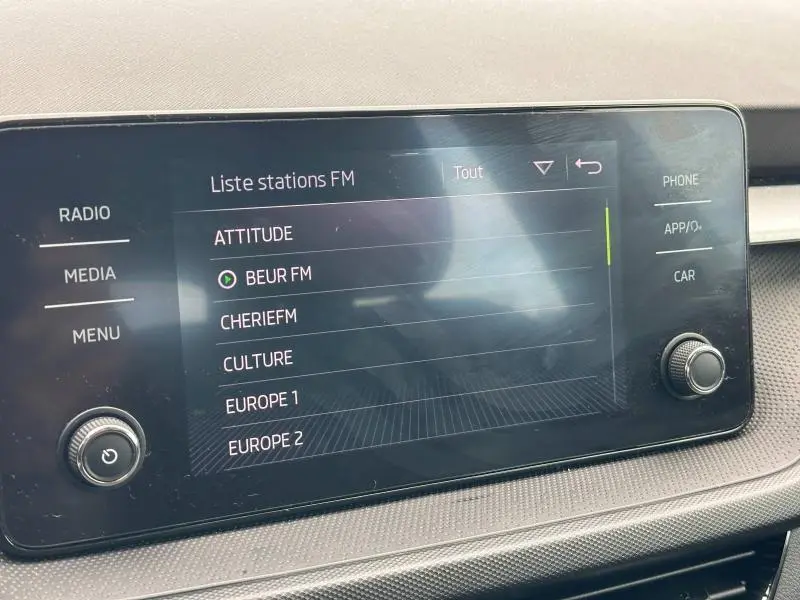 Liste stations FM
Tout
RADIO
MEDIA
MENU
ATTITUDE
BEUR FM
CHERIEFM
CULTURE
EUROPE 1
EUROPE 2
PHONE
APP/
CAR